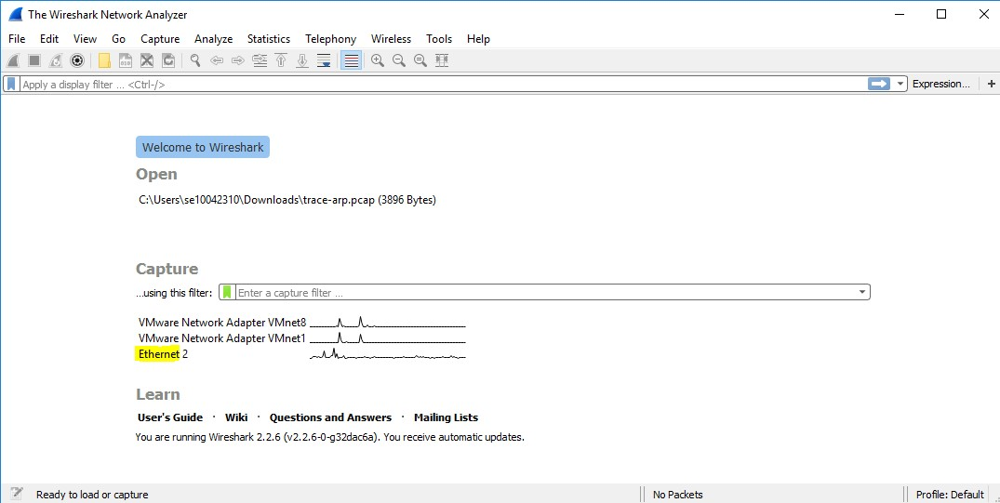 The Wireshark Network Analyzer
File Edit View Go Capture Analyze Statistics Telephony Wireless Tools Help
Apply a display filter ... <Ctrl-/> Expression... +
Welcome to Wireshark
Open
C:\Users\se10042310\Downloads\trace-arp.pcap (3896 Bytes)
Capture
...using this filter: Enter a capture filter ...
VMware Network Adapter VMnet8
VMware Network Adapter VMnet1
Ethernet 2
Learn
User's Guide · Wiki · Questions and Answers · Mailing Lists
You are running Wireshark 2.2.6 (v2.2.6-0-g32dac6a). You receive automatic updates.
Ready to load or capture No Packets Profile: Default